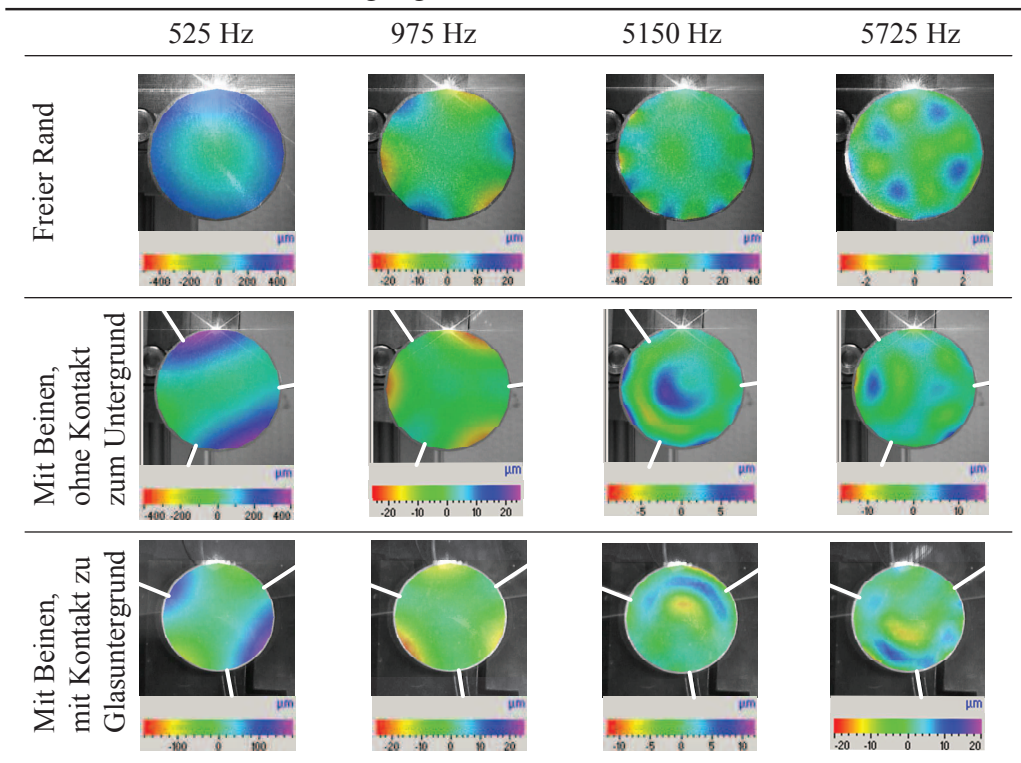 525 Hz 975 Hz 5150 Hz 5725 Hz
Freier Rand
µm µm µm µm
-400 -200 0 200 400 -20 -10 0 10 20 -40 -20 0 20 40 -2 0 2
Mit Beinen,
ohne Kontakt
zum Untergrund
µm µm µm µm
-400 -200 0 200 400 -20 -10 0 10 20 -5 0 5 -10 0 10
Mit Beinen,
mit Kontakt zu
Glasuntergrund
µm µm µm µm
-100 0 100 -20 -10 0 10 20 -10 -5 0 5 10 -20 -10 0 10 20